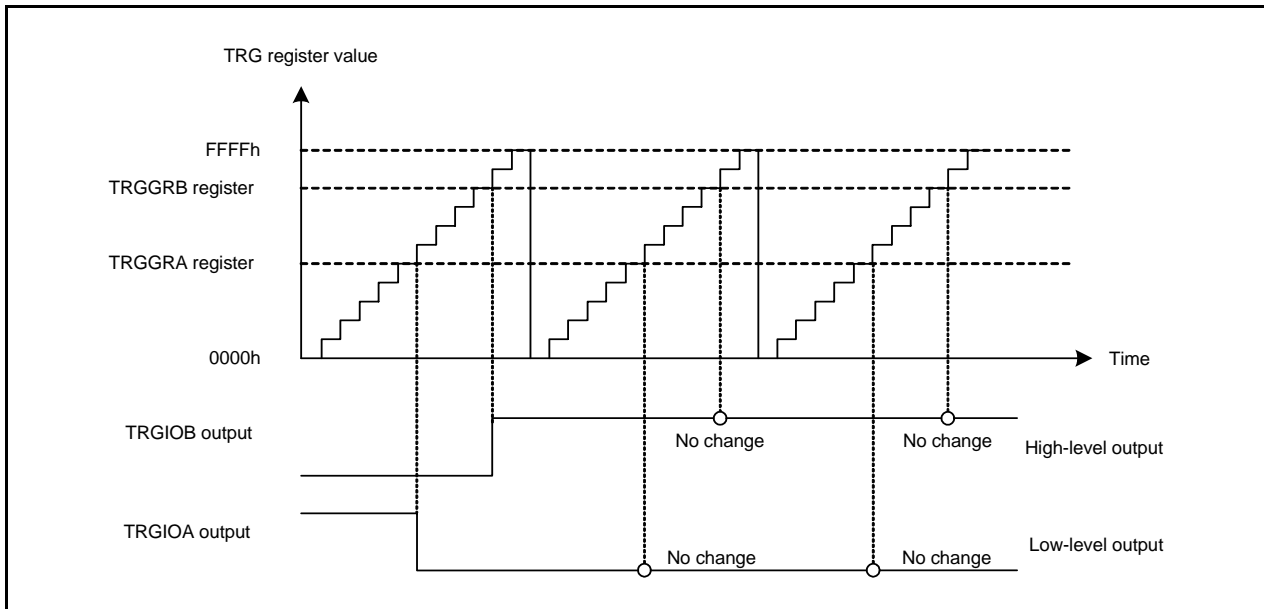 TRG register value
FFFFh
TRGGRB register
TRGGRA register
0000h
Time
TRGIOB output
No change
No change
High-level output
TRGIOA output
No change
No change
Low-level output